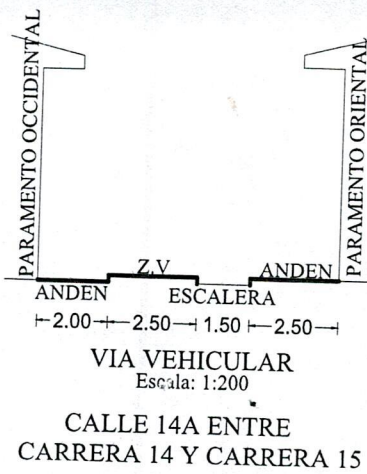 PARAMENTO OCCIDENTAL
PARAMENTO ORIENTAL
Z.V
ANDEN
ANDEN
ESCALERA
2.00 2.50 1.50 2.50
VIA VEHICULAR
Escala: 1:200
CALLE 14A ENTRE
CARRERA 14 Y CARRERA 15